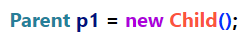 Parent p1 = new Child();